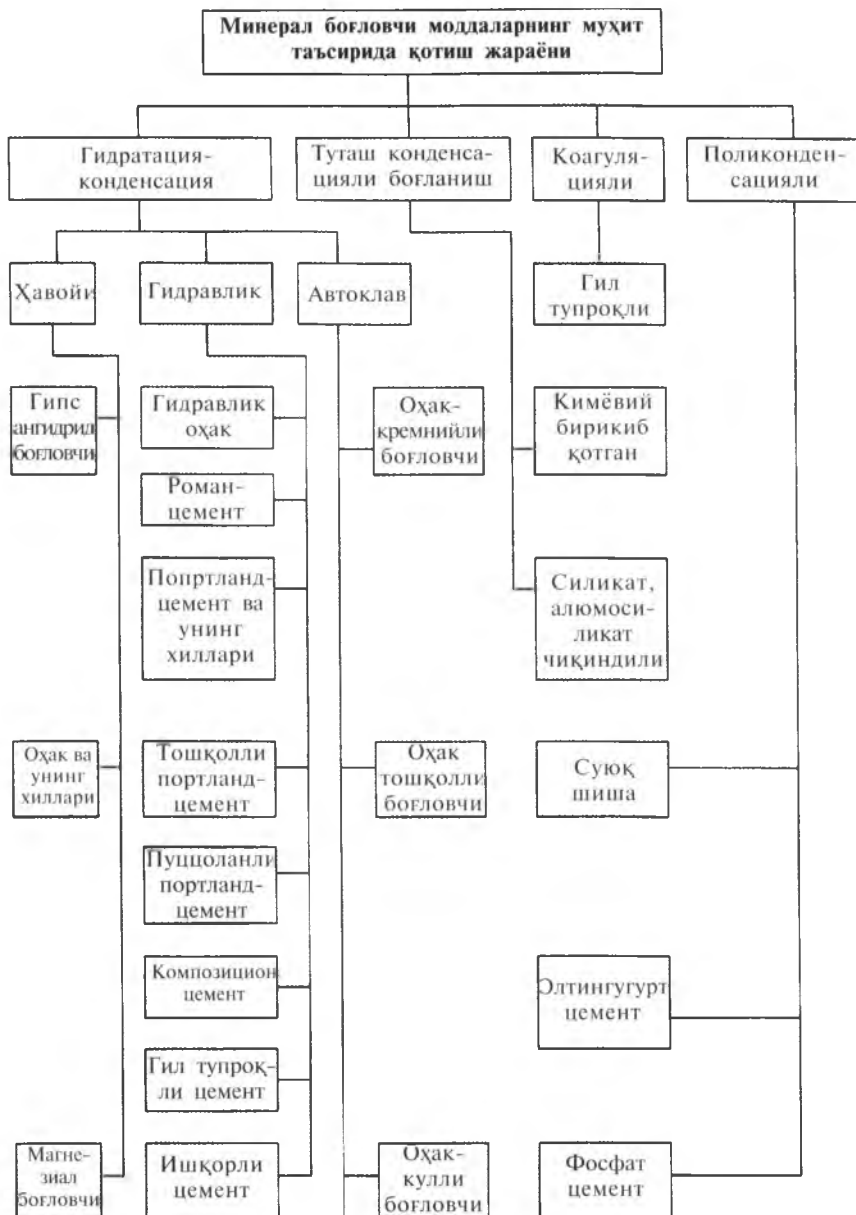 Минерал боғловчи моддаларнинг муҳит
таъсирида қотиш жараёни
Гидратация-
конденсация
Туташ конденса-
цияли боғланиш
Коагуля-
цияли
Поликонден-
сацияли
Ҳавойи
Гидравлик
Автоклав
Гил
тупроқли
Гипс
ангидрид
боғловчи
Гидравлик
оҳак
Оҳак-
кремнийли
боғловчи
Кимёвий
бирикиб
қотган
Роман-
цемент
Попртланд-
цемент ва
унинг
хиллари
Силикат,
алюмоси-
ликат
чиқиндили
Оҳак ва
унинг
хиллари
Тошқолли
портланд-
цемент
Оҳак
тошқолли
боғловчи
Суюқ
шиша
Пуццоланли
портланд-
цемент
Композицион
цемент
Элтингугурт
цемент
Гил тупроқ-
ли цемент
Магне-
зиал
боғловчи
Ишқорли
цемент
Оҳак-
кулли
боғловчи
Фосфат
цемент